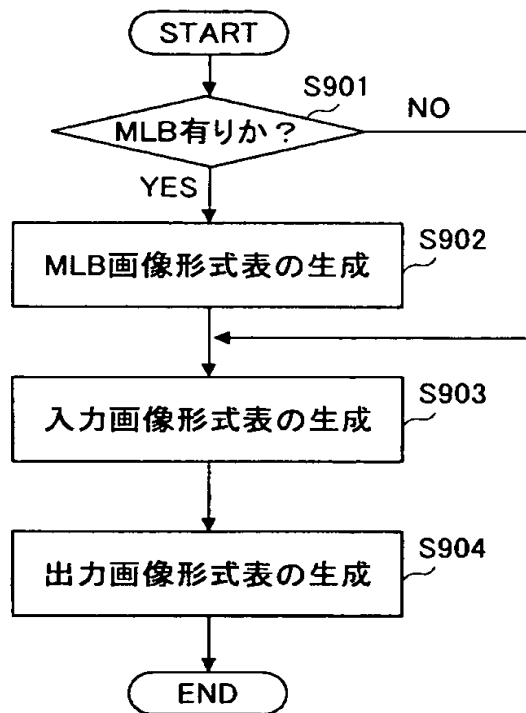 START
S901
MLB有りか?
NO
YES
S902
MLB画像形式表の生成
S903
入力画像形式表の生成
S904
出力画像形式表の生成
END